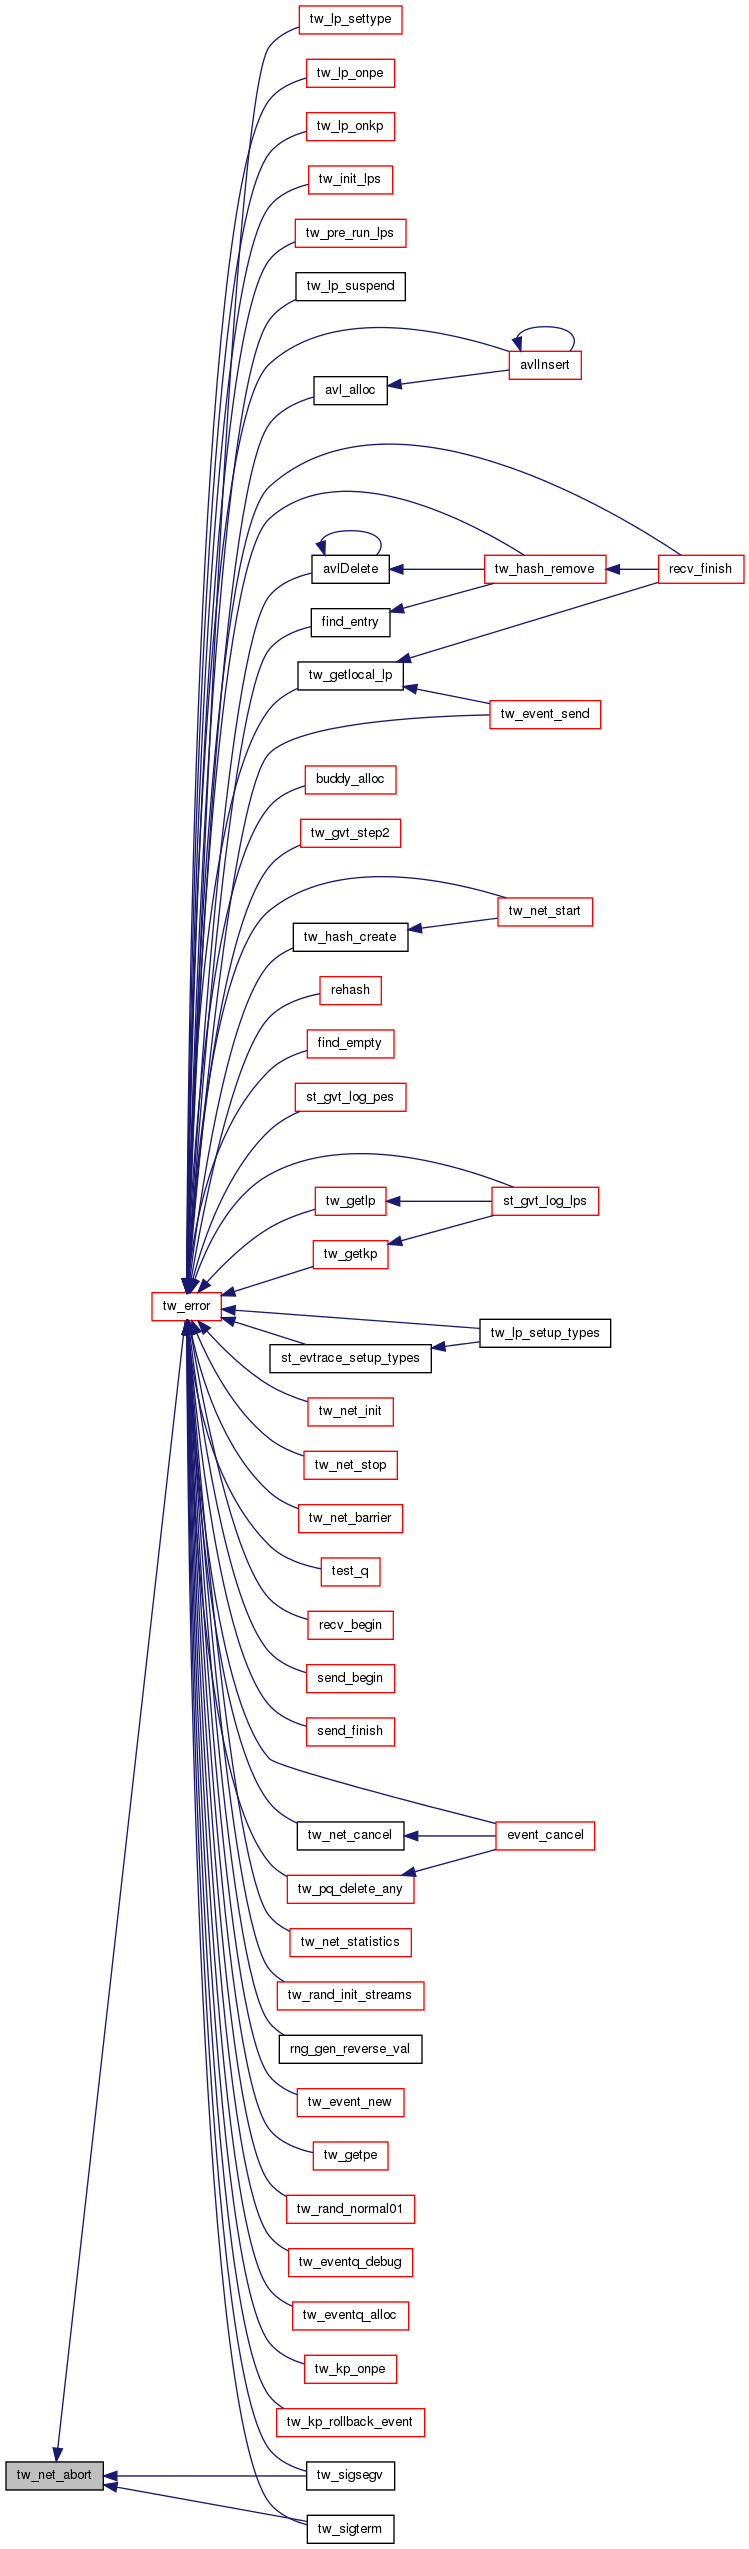 tw_lp_settype
tw_lp_onpe
tw_lp_onkp
tw_init_lps
tw_pre_run_lps
tw_lp_suspend
avlInsert
avl_alloc
avlDelete
tw_hash_remove
recv_finish
find_entry
tw_getlocal_lp
tw_event_send
buddy_alloc
tw_gvt_step2
tw_net_start
tw_hash_create
rehash
find_empty
st_gvt_log_pes
tw_getlp
st_gvt_log_lps
tw_getkp
tw_error
tw_lp_setup_types
st_evtrace_setup_types
tw_net_init
tw_net_stop
tw_net_barrier
test_q
recv_begin
send_begin
send_finish
tw_net_cancel
event_cancel
tw_pq_delete_any
tw_net_statistics
tw_rand_init_streams
rng_gen_reverse_val
tw_event_new
tw_getpe
tw_rand_normal01
tw_eventq_debug
tw_eventq_alloc
tw_kp_onpe
tw_kp_rollback_event
tw_net_abort
tw_sigsegv
tw_sigterm